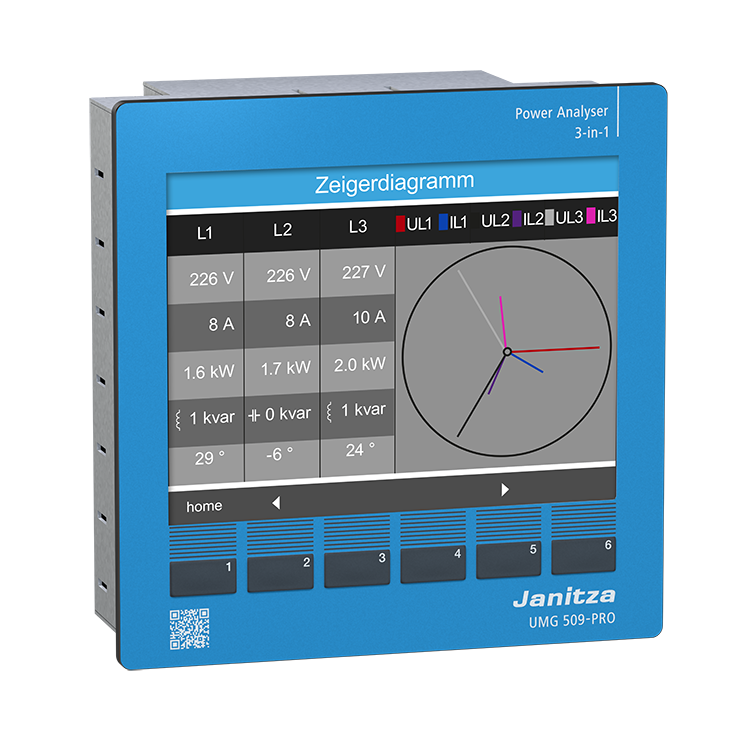 Power Analyser
3-in-1
Zeigerdiagramm
L1 L2 L3 UL1 IL1 UL2 IL2 UL3 IL3
226 V 226 V 227 V
8 A 8 A 10 A
1.6 kW 1.7 kW 2.0 kW
1 kvar 0 kvar 1 kvar
29 ° -6 ° 24 °
home
1 2 3 4 5 6
Janitza
UMG 509-PRO